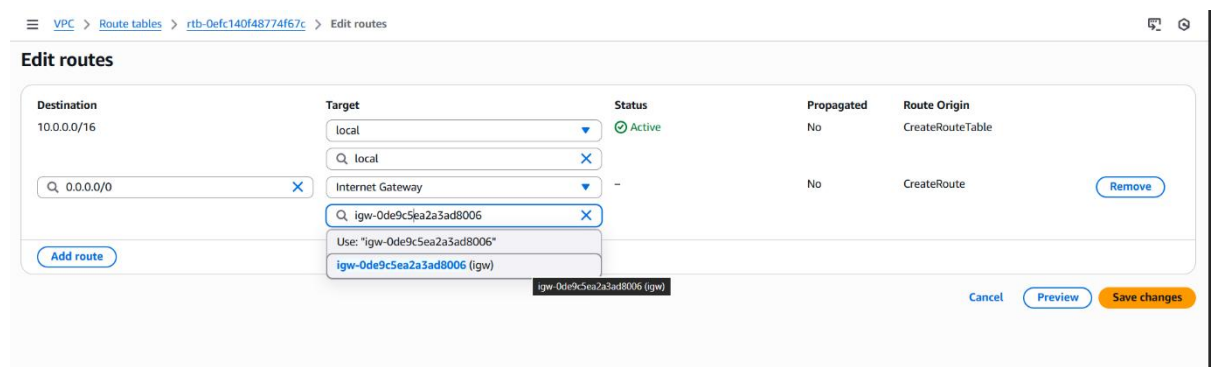 VPC > Route tables > rtb-0efc140f48774f67c > Edit routes
Edit routes
Destination Target Status Propagated Route Origin
10.0.0.0/16 local Active No CreateRouteTable
local
0.0.0.0/0 Internet Gateway – No CreateRoute Remove
igw-0de9c5ea2a3ad8006
Use: "igw-0de9c5ea2a3ad8006"
Add route igw-0de9c5ea2a3ad8006 (igw)
igw-0de9c5ea2a3ad8006 (igw)
Cancel Preview Save changes